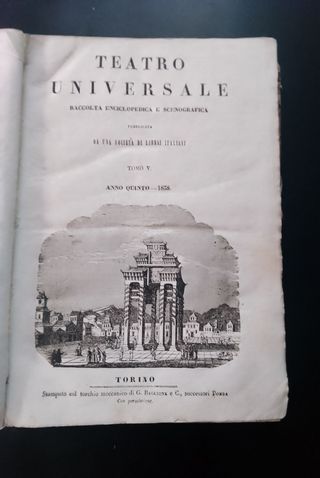 TEATRO
UNIVERSALE
RACCOLTA ENCICLOPEDICA E SCENOGRAFICA
PUBBLICATA
DA UNA SOCIETÀ DI LIBRAI ITALIANI
TOMO V.
ANNO QUINTO—1838.
TORINO
Stampato col torchio meccanico di G. BAGLIONE e C., successori POMBA
Con permissione.